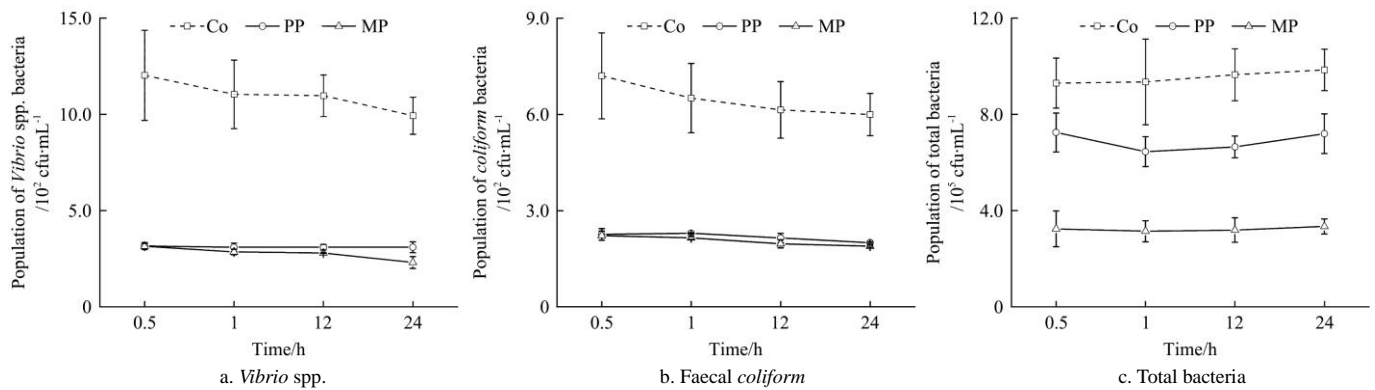 Population of Vibrio spp. bacteria
/10² cfu·mL⁻¹
15.0
10.0
5.0
0
Co PP MP
0.5 1 12 24
Time/h
a. Vibrio spp.
Population of coliform bacteria
/10² cfu·mL⁻¹
9.0
6.0
3.0
0
Co PP MP
0.5 1 12 24
Time/h
b. Faecal coliform
Population of total bacteria
/10⁵ cfu·mL⁻¹
12.0
8.0
4.0
0
Co PP MP
0.5 1 12 24
Time/h
c. Total bacteria